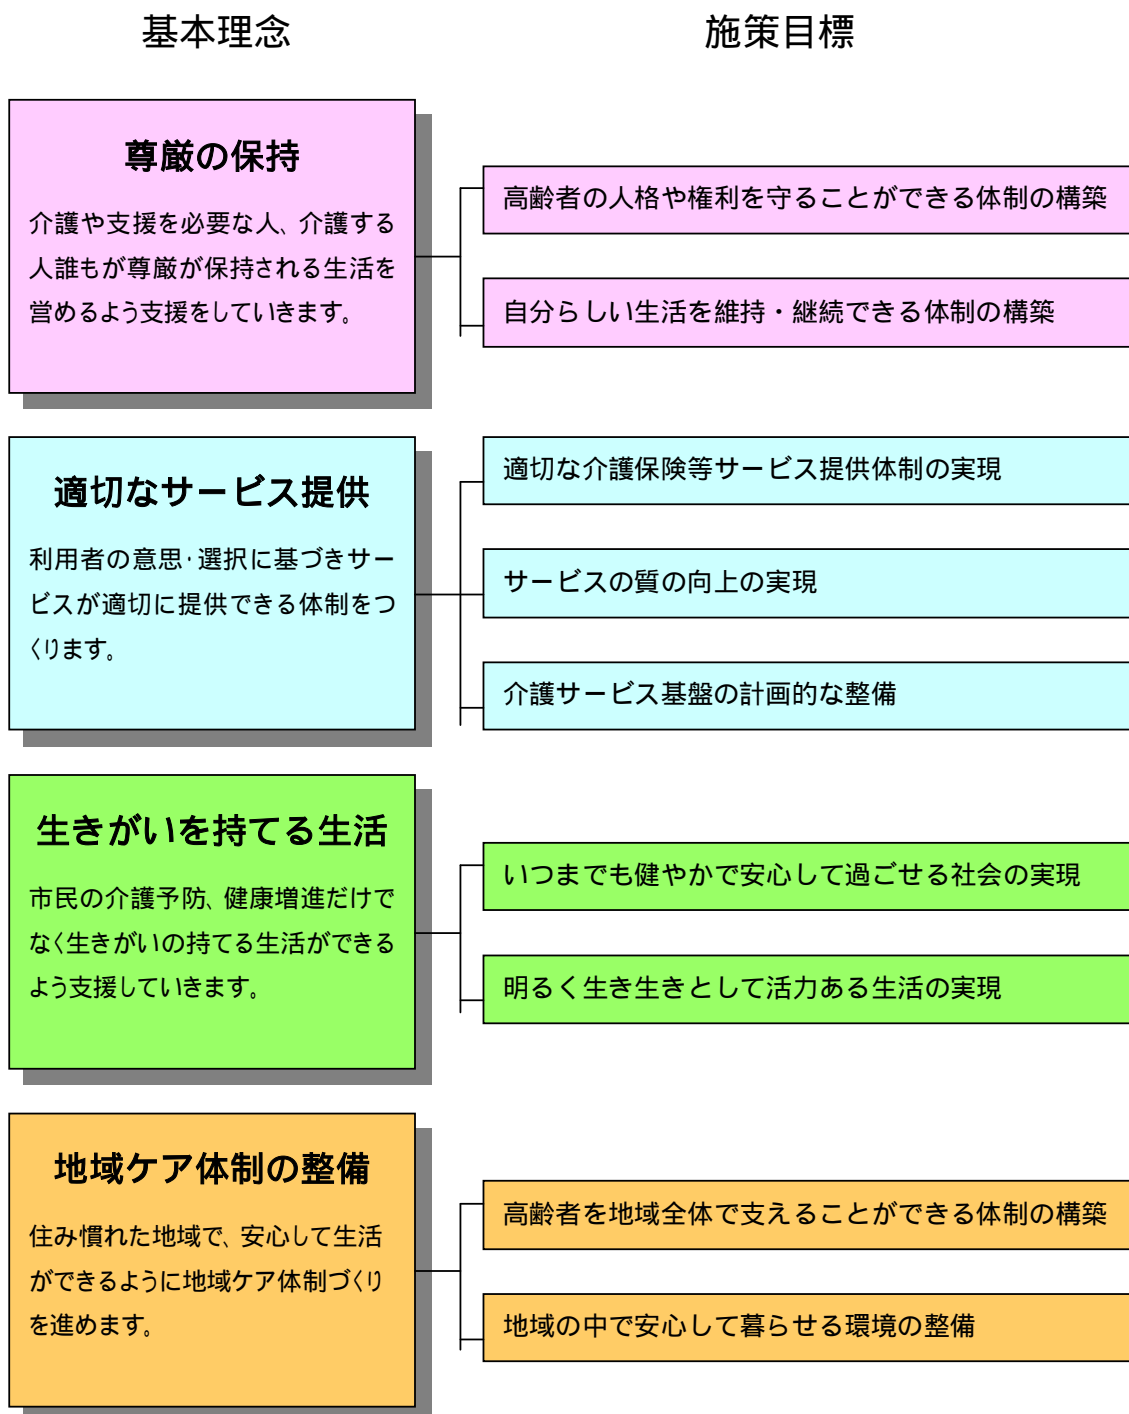 基本理念
施策目標
尊厳の保持
介護や支援を必要な人、介護する
人誰もが尊厳が保持される生活を
営めるよう支援をしていきます。
高齢者の人格や権利を守ることができる体制の構築
自分らしい生活を維持・継続できる体制の構築
適切なサービス提供
利用者の意思・選択に基づきサー
ビスが適切に提供できる体制をつ
くります。
適切な介護保険等サービス提供体制の実現
サービスの質の向上の実現
介護サービス基盤の計画的な整備
生きがいを持てる生活
市民の介護予防、健康増進だけで
なく生きがいの持てる生活ができる
よう支援していきます。
いつまでも健やかで安心して過ごせる社会の実現
明るく生き生きとして活力ある生活の実現
地域ケア体制の整備
住み慣れた地域で、安心して生活
ができるように地域ケア体制づくり
を進めます。
高齢者を地域全体で支えることができる体制の構築
地域の中で安心して暮らせる環境の整備